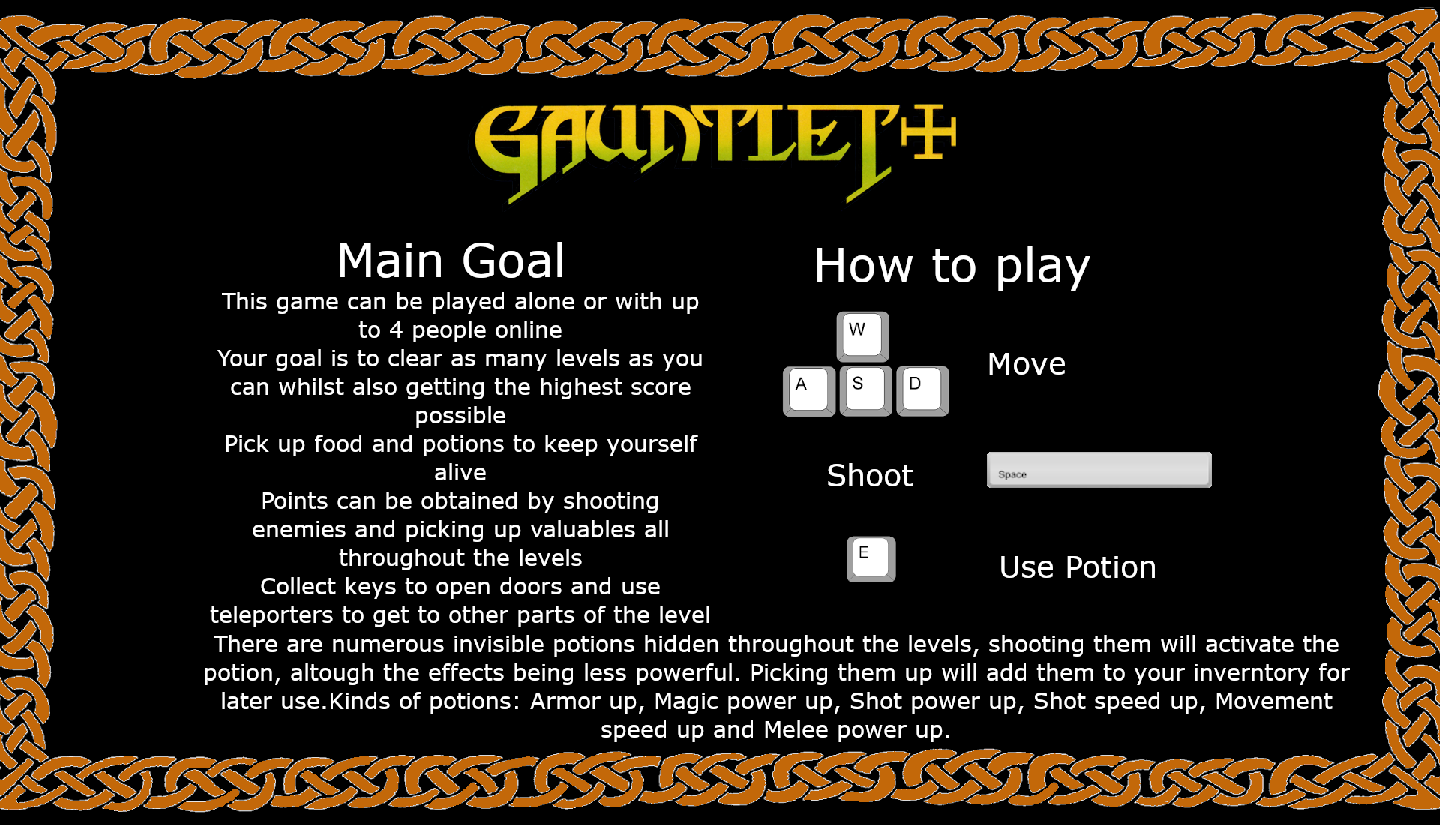 GAUNTLET+
Main Goal
This game can be played alone or with up
to 4 people online
Your goal is to clear as many levels as you
can whilst also getting the highest score
possible
Pick up food and potions to keep yourself
alive
Points can be obtained by shooting
enemies and picking up valuables all
throughout the levels
Collect keys to open doors and use
teleporters to get to other parts of the level
How to play
W
A S D
Move
Shoot
Space
E
Use Potion
There are numerous invisible potions hidden throughout the levels, shooting them will activate the
potion, altough the effects being less powerful. Picking them up will add them to your inverntory for
later use.Kinds of potions: Armor up, Magic power up, Shot power up, Shot speed up, Movement
speed up and Melee power up.